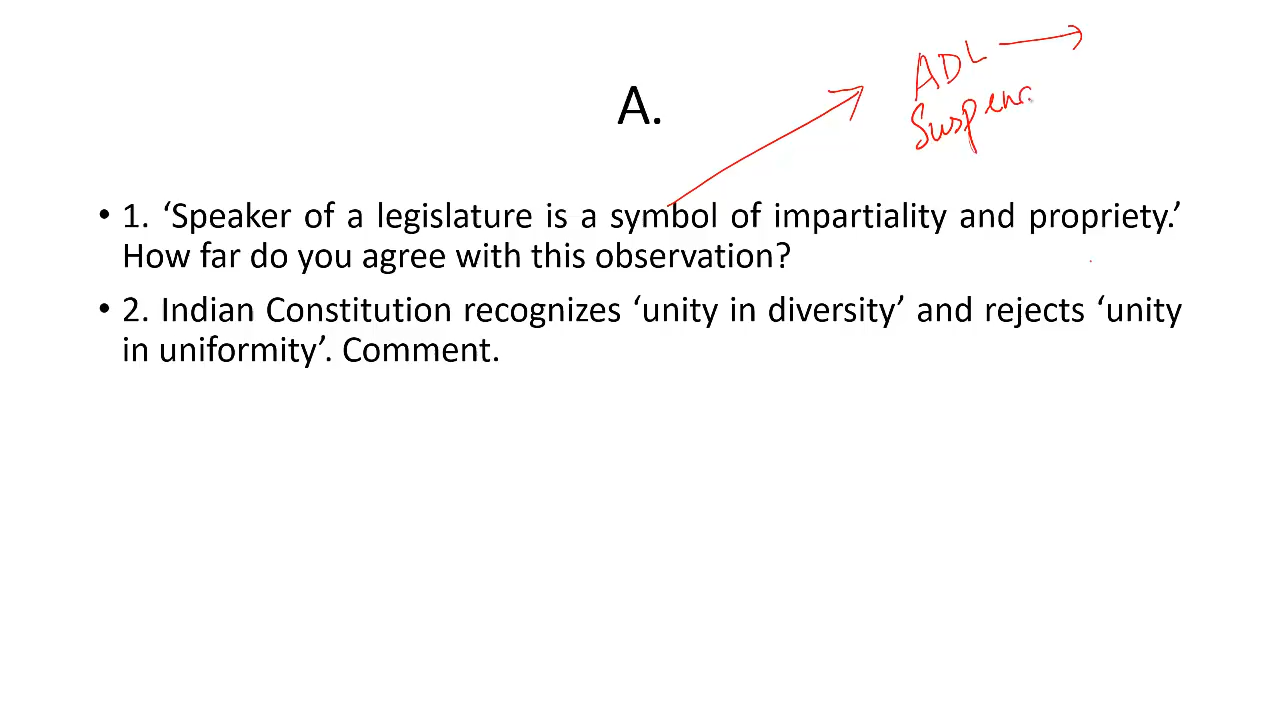 ADL
A.
• 1. ‘Speaker of a legislature is a symbol of impartiality and propriety.’
How far do you agree with this observation?
• 2. Indian Constitution recognizes ‘unity in diversity’ and rejects ‘unity
in uniformity’. Comment.